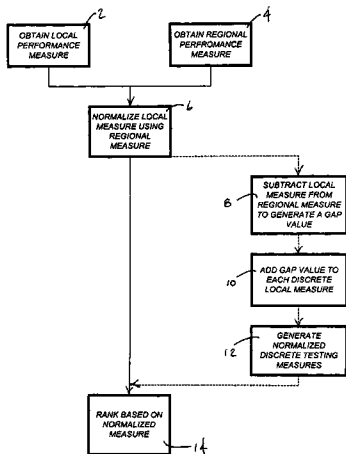 2
OBTAIN LOCAL
PERFORMANCE
MEASURE
4
OBTAIN REGIONAL
PERFROMANCE
MEASURE
6
NORMALIZE LOCAL
MEASURE USING
REGIONAL
MEASURE
8
SUBTRACT LOCAL
MEASURE FROM
REGIONAL MEASURE
TO GENERATE A GAP
VALUE
10
ADD GAP VALUE TO
EACH DISCRETE
LOCAL MEASURE
12
GENERATE
NORMALIZED
DISCRETE TESTING
MEASURES
RANK BASED ON
NORMALIZED
MEASURE
14